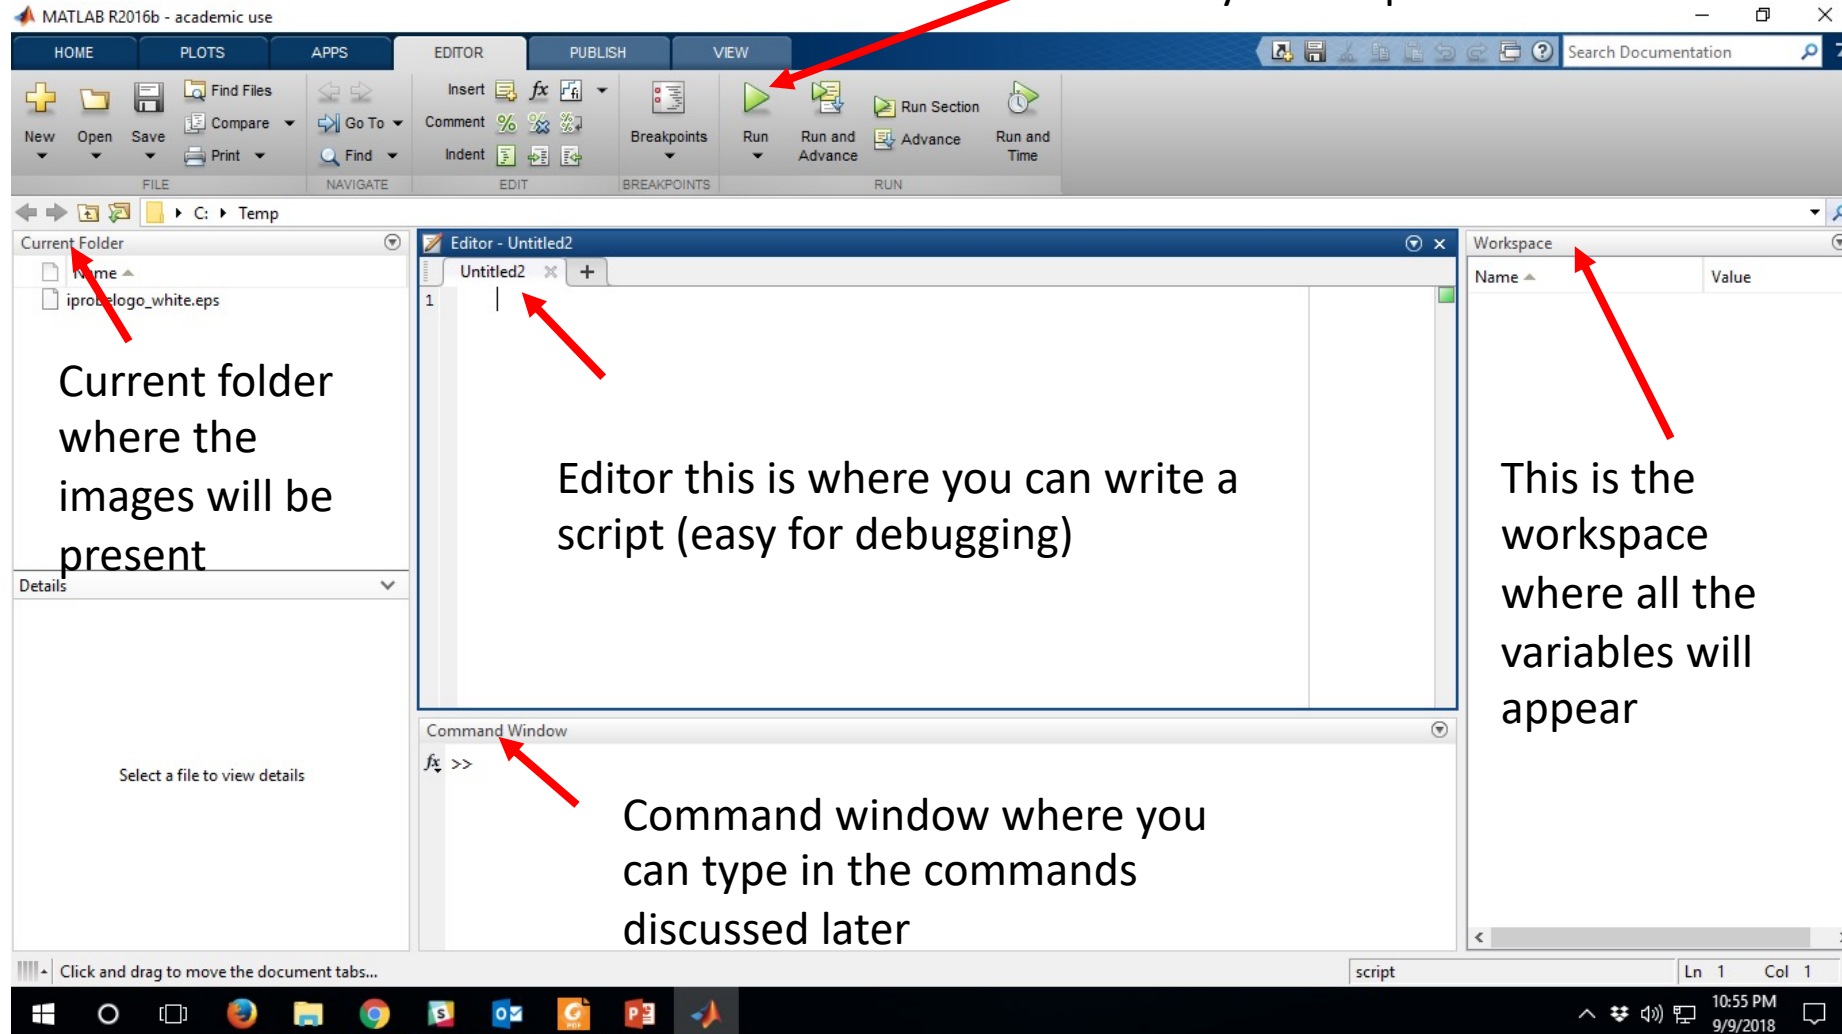 MATLAB R2016b - academic use
HOME PLOTS APPS EDITOR PUBLISH VIEW
Search Documentation
New Open Save
Find Files
Compare
Print
Go To
Find
Insert
Comment
Indent
Breakpoints
Run
Run and
Advance
Run Section
Advance
Run and
Time
FILE NAVIGATE EDIT BREAKPOINTS RUN
C: Temp
Current Folder
Name
iprobelogo_white.eps
Current folder
where the
images will be
present
Details
Select a file to view details
Editor - Untitled2
Untitled2
1
Editor this is where you can write a
script (easy for debugging)
Command Window
fx >>
Command window where you
can type in the commands
discussed later
Workspace
Name Value
This is the
workspace
where all the
variables will
appear
Click and drag to move the document tabs...
script
Ln 1 Col 1
10:55 PM
9/9/2018